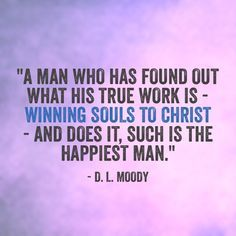 "A MAN WHO HAS FOUND OUT
WHAT HIS TRUE WORK IS -
WINNING SOULS TO CHRIST
- AND DOES IT, SUCH IS THE
HAPPIEST MAN."
- D. L. MOODY